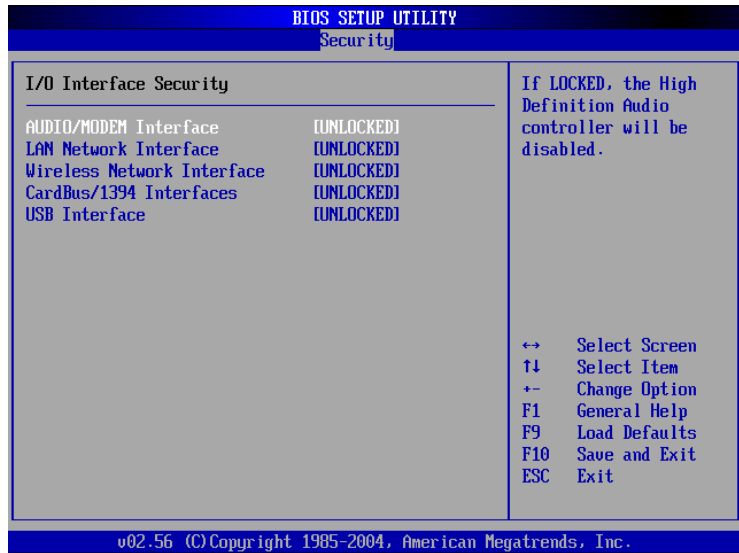 BIOS SETUP UTILITY
Security
I/O Interface Security
AUDIO/MODEM Interface [UNLOCKED]
LAN Network Interface [UNLOCKED]
Wireless Network Interface [UNLOCKED]
CardBus/1394 Interfaces [UNLOCKED]
USB Interface [UNLOCKED]
If LOCKED, the High
Definition Audio
controller will be
disabled.
↔ Select Screen
↑↓ Select Item
+- Change Option
F1 General Help
F9 Load Defaults
F10 Save and Exit
ESC Exit
v02.56 (C)Copyright 1985-2004, American Megatrends, Inc.